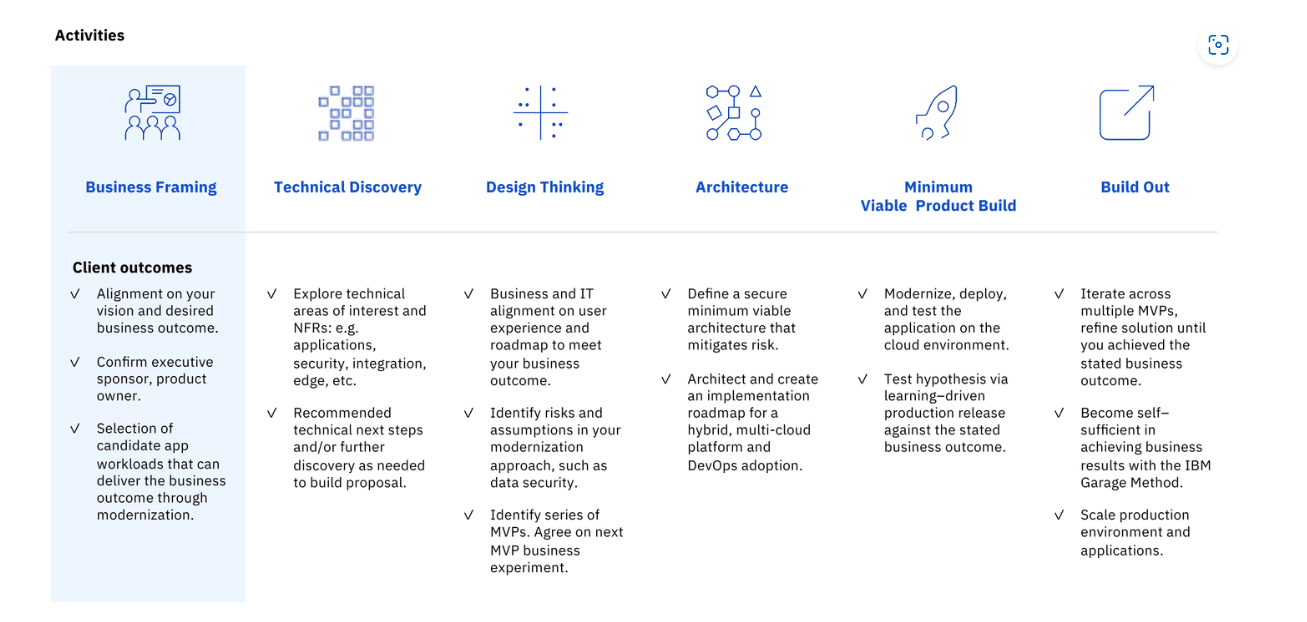 Activities
Business Framing
Technical Discovery
Design Thinking
Architecture
Minimum
Viable Product Build
Build Out
Client outcomes
Alignment on your
vision and desired
business outcome.
Confirm executive
sponsor, product
owner.
Selection of
candidate app
workloads that can
deliver the business
outcome through
modernization.
Explore technical
areas of interest and
NFRs: e.g.
applications,
security, integration,
edge, etc.
Recommended
technical next steps
and/or further
discovery as needed
to build proposal.
Business and IT
alignment on user
experience and
roadmap to meet
your business
outcome.
Identify risks and
assumptions in your
modernization
approach, such as
data security.
Identify series of
MVPs. Agree on next
MVP business
experiment.
Define a secure
minimum viable
architecture that
mitigates risk.
Architect and create
an implementation
roadmap for a
hybrid, multi-cloud
platform and
DevOps adoption.
Modernize, deploy,
and test the
application on the
cloud environment.
Test hypothesis via
learning–driven
production release
against the stated
business outcome.
Iterate across
multiple MVPs,
refine solution until
you achieved the
stated business
outcome.
Become self–
sufficient in
achieving business
results with the IBM
Garage Method.
Scale production
environment and
applications.